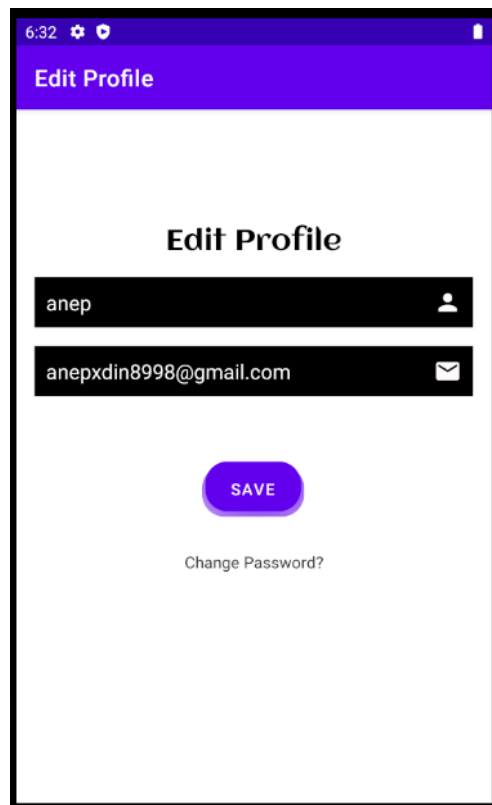 6:32
Edit Profile
Edit Profile
anep
anepxdin8998@gmail.com
SAVE
Change Password?